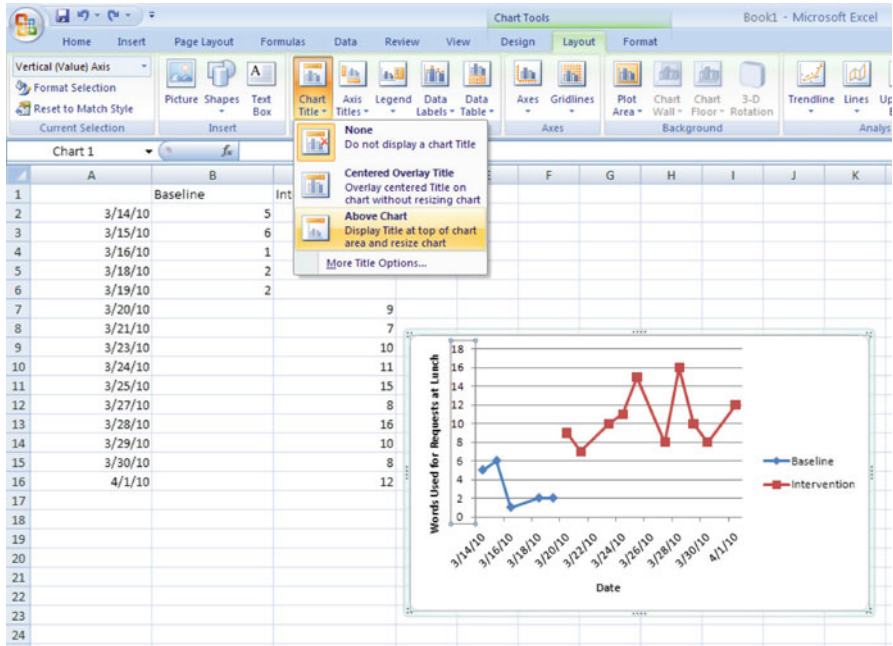 Chart Tools
Book1 - Microsoft Excel
Home Insert Page Layout Formulas Data Review View Design Layout Format
Vertical (Value) Axis
Format Selection
Reset to Match Style
Current Selection
Picture Shapes Text Box
Insert
Chart Title Axis Titles Legend Data Labels Data Table
Axes Gridlines
Axes
Plot Area Chart Wall Chart Floor 3-D Rotation
Background
Trendline Lines
None
Do not display a chart Title
Centered Overlay Title
Overlay centered Title on
chart without resizing chart
Above Chart
Display Title at top of chart
area and resize chart
More Title Options...
Chart 1 fx
A B F G H I J K
1 Baseline
2 3/14/10 5
3 3/15/10 6
4 3/16/10 1
5 3/18/10 2
6 3/19/10 2
7 3/20/10 9
8 3/21/10 7
9 3/23/10 10
10 3/24/10 11
11 3/25/10 15
12 3/27/10 8
13 3/28/10 16
14 3/29/10 10
15 3/30/10 8
16 4/1/10 12
17
18
19
20
21
22
23
24
Words Used for Requests at Lunch
18
16
14
12
10
8
6
4
2
0
3/14/10 3/16/10 3/18/10 3/20/10 3/22/10 3/24/10 3/26/10 3/28/10 3/30/10 4/1/10
Date
Baseline
Intervention